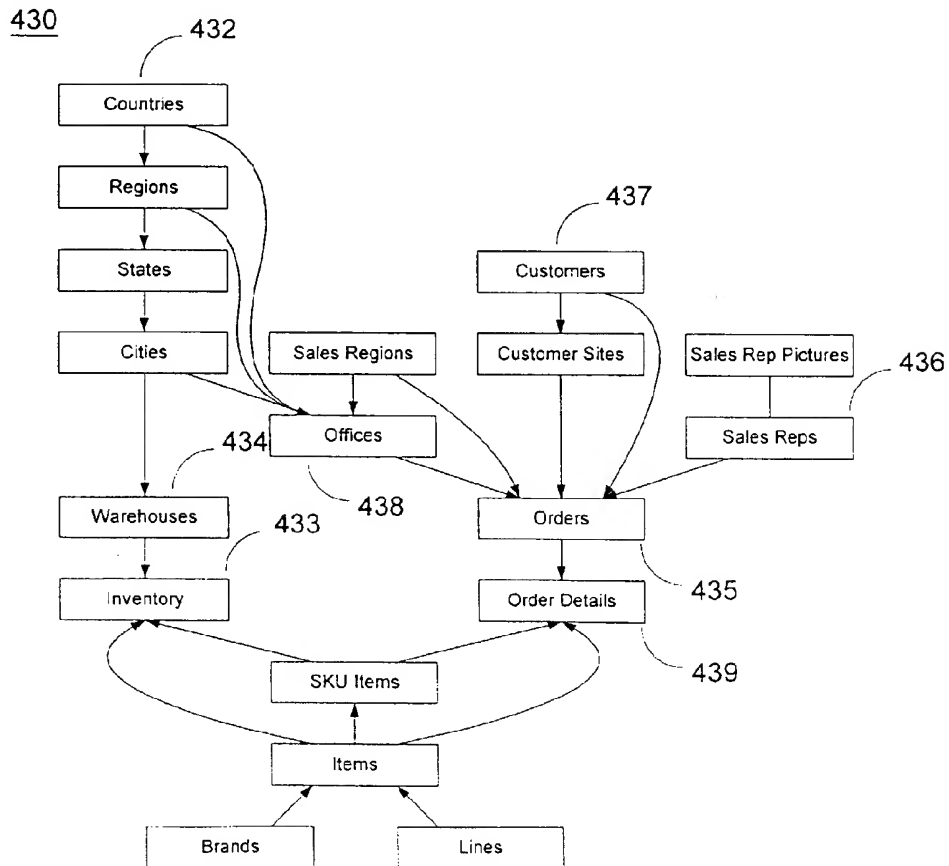 430
432
Countries
Regions
437
States
Customers
Cities
Sales Regions
Customer Sites
Sales Rep Pictures
436
434
Offices
Sales Reps
438
Warehouses
433
Orders
Inventory
435
Order Details
SKU Items
439
Items
Brands
Lines